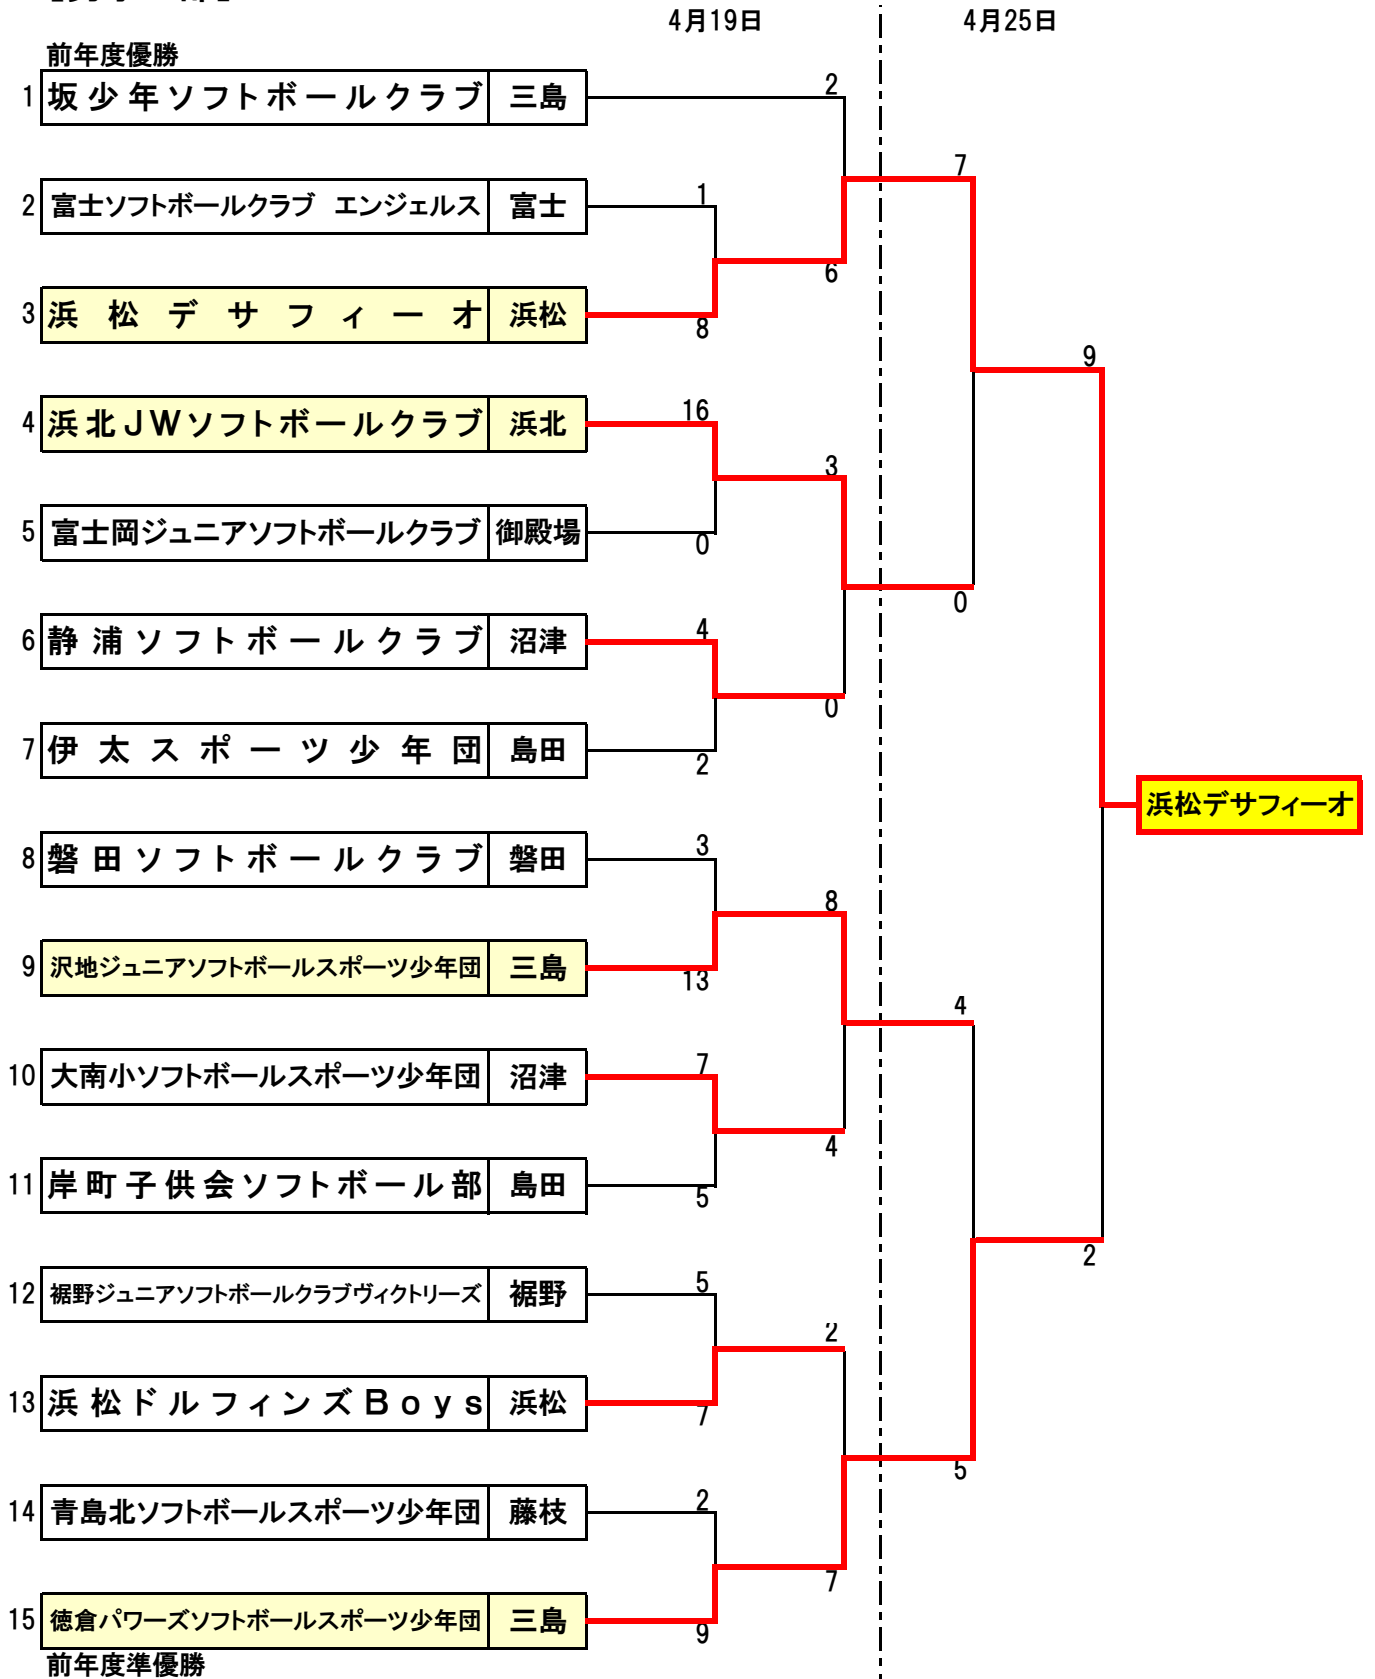 4月19日
4月25日
前年度優勝
1 坂少年ソフトボールクラブ 三島
2
7
2 富士ソフトボールクラブ エンジェルス 富士
1
6
3 浜松デサフィーオ 浜松
8
9
4 浜北JWソフトボールクラブ 浜北
16
3
5 富士岡ジュニアソフトボールクラブ 御殿場
0
0
6 静浦ソフトボールクラブ 沼津
4
0
7 伊太スポーツ少年団 島田
2
浜松デサフィーオ
8 磐田ソフトボールクラブ 磐田
3
8
9 沢地ジュニアソフトボールスポーツ少年団 三島
13
4
10 大南小ソフトボールスポーツ少年団 沼津
7
4
11 岸町子供会ソフトボール部 島田
5
2
12 裾野ジュニアソフトボールクラブヴィクトリーズ 裾野
5
2
13 浜松ドルフィンズBoys 浜松
7
5
14 青島北ソフトボールスポーツ少年団 藤枝
2
7
15 徳倉パワーズソフトボールスポーツ少年団 三島
9
前年度準優勝